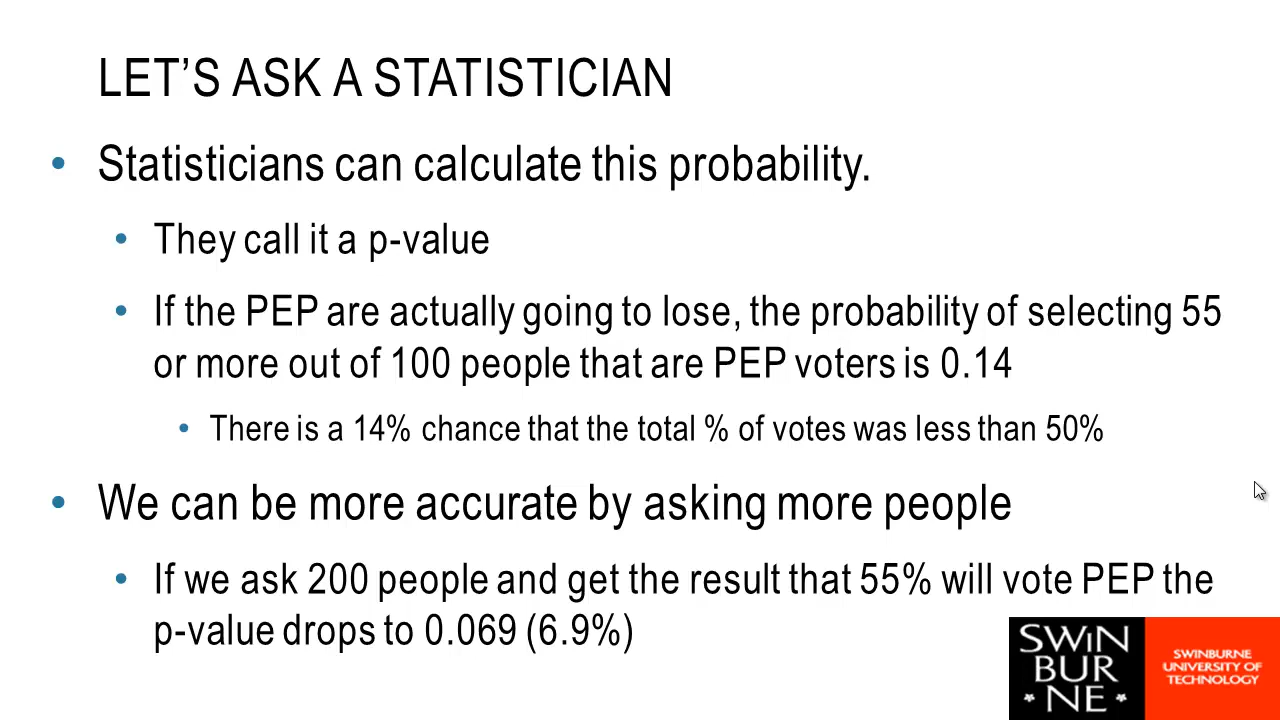 LET’S ASK A STATISTICIAN
• Statisticians can calculate this probability.
• They call it a p-value
• If the PEP are actually going to lose, the probability of selecting 55
or more out of 100 people that are PEP voters is 0.14
• There is a 14% chance that the total % of votes was less than 50%
• We can be more accurate by asking more people
• If we ask 200 people and get the result that 55% will vote PEP the
p-value drops to 0.069 (6.9%)
SWiN
BUR
* NE *
SWINBURNE
UNIVERSITY OF
TECHNOLOGY